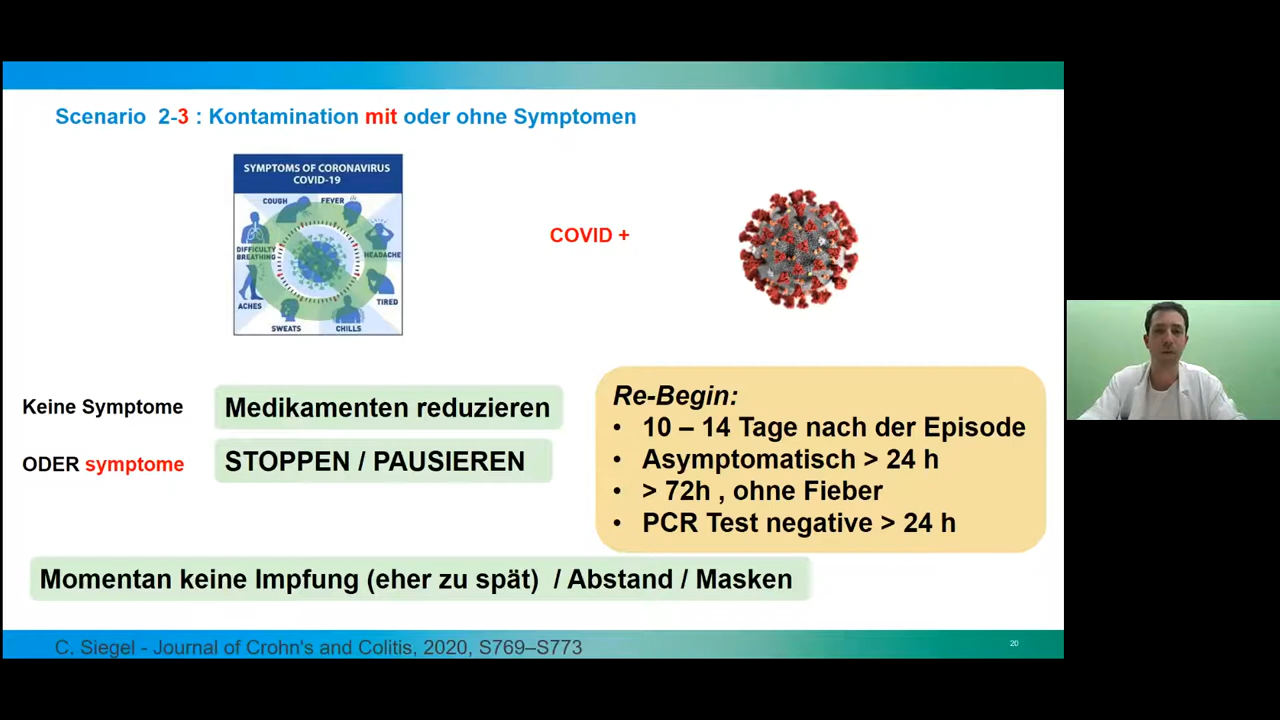 Scenario 2-3 : Kontamination mit oder ohne Symptomen
SYMPTOMS OF CORONAVIRUS
COVID-19
COUGH
FEVER
DIFFICULTY
BREATHING
HEADACHE
ACHES
TIRED
SWEATS
CHILLS
COVID +
Keine Symptome
Medikamenten reduzieren
ODER symptome
STOPPEN / PAUSIEREN
Re-Begin:
• 10 – 14 Tage nach der Episode
• Asymptomatisch > 24 h
• > 72h , ohne Fieber
• PCR Test negative > 24 h
Momentan keine Impfung (eher zu spät) / Abstand / Masken
C. Siegel - Journal of Crohn's and Colitis, 2020, S769–S773
20